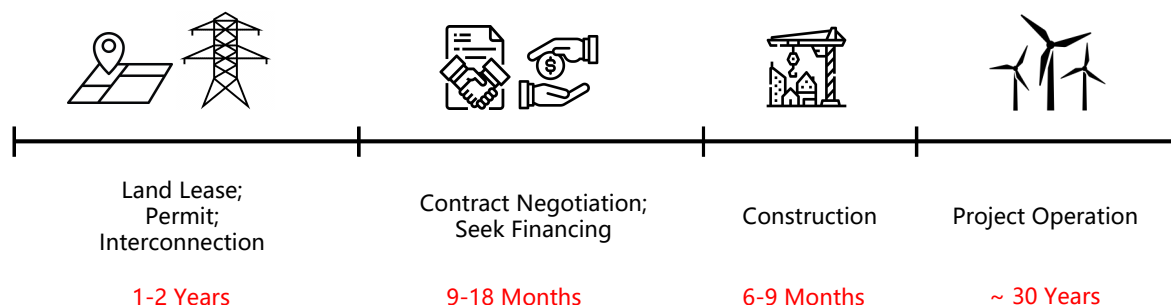 $
Land Lease;
Permit;
Interconnection
1-2 Years
Contract Negotiation;
Seek Financing
9-18 Months
Construction
6-9 Months
Project Operation
~ 30 Years